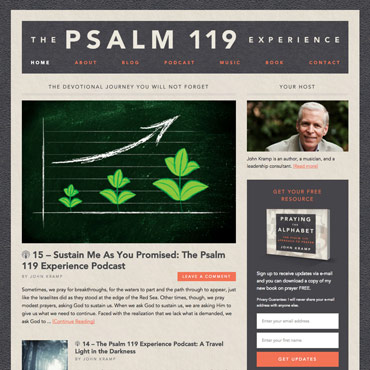 THE PSALM 119 EXPERIENCE
HOME ABOUT BLOG PODCAST MUSIC BOOK CONTACT
THE DEVOTIONAL JOURNEY YOU WILL NOT FORGET
15 – Sustain Me As You Promised: The Psalm
119 Experience Podcast
BY JOHN KRAMP
LEAVE A COMMENT
Sometimes, we pray for breakthroughs, for the waters to part and the path through to appear, just
like the Israelites did as they stood at the edge of the Red Sea. Other times, though, we pray
modest prayers, asking God to sustain us. When we ask God to sustain us, we are asking Him to
give us what we need to continue. Faced with the realization that we lack what is demanded, we
ask God to ... [Continue Reading]
14 – The Psalm 119 Experience Podcast: A Travel
Light in the Darkness
BY JOHN KRAMP
YOUR HOST
John Kramp is an author, a musician, and a
leadership consultant. [Read more]
GET YOUR FREE
RESOURCE
PRAYING
THE
ALPHABET
JOHN KRAMP
Sign up to receive updates via e-mail
and you can download a copy of my
new book on prayer FREE.
Privacy Guarantee: I will never share your e-mail
address with anyone else.
Enter your email address...
Enter your first name...
GET UPDATES